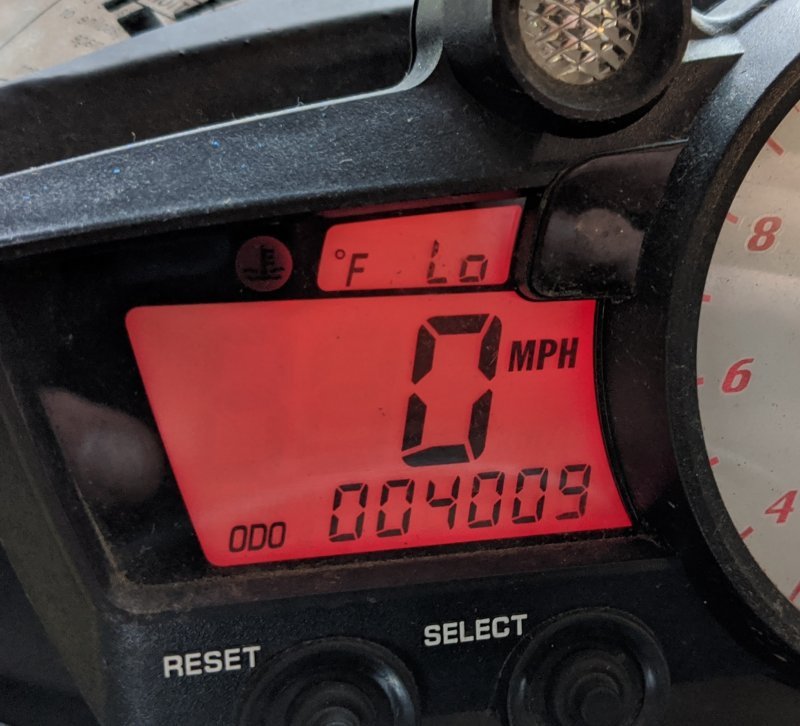 °F Lo
0 MPH
ODO 004009
RESET
SELECT
8
6
4